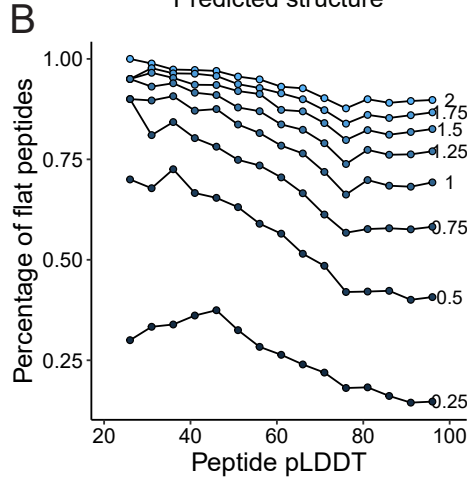 Predicted structure
B
Percentage of flat peptides
1.00
0.75
0.50
0.25
2
1.75
1.5
1.25
1
0.75
0.5
0.25
20 40 60 80 100
Peptide pLDDT